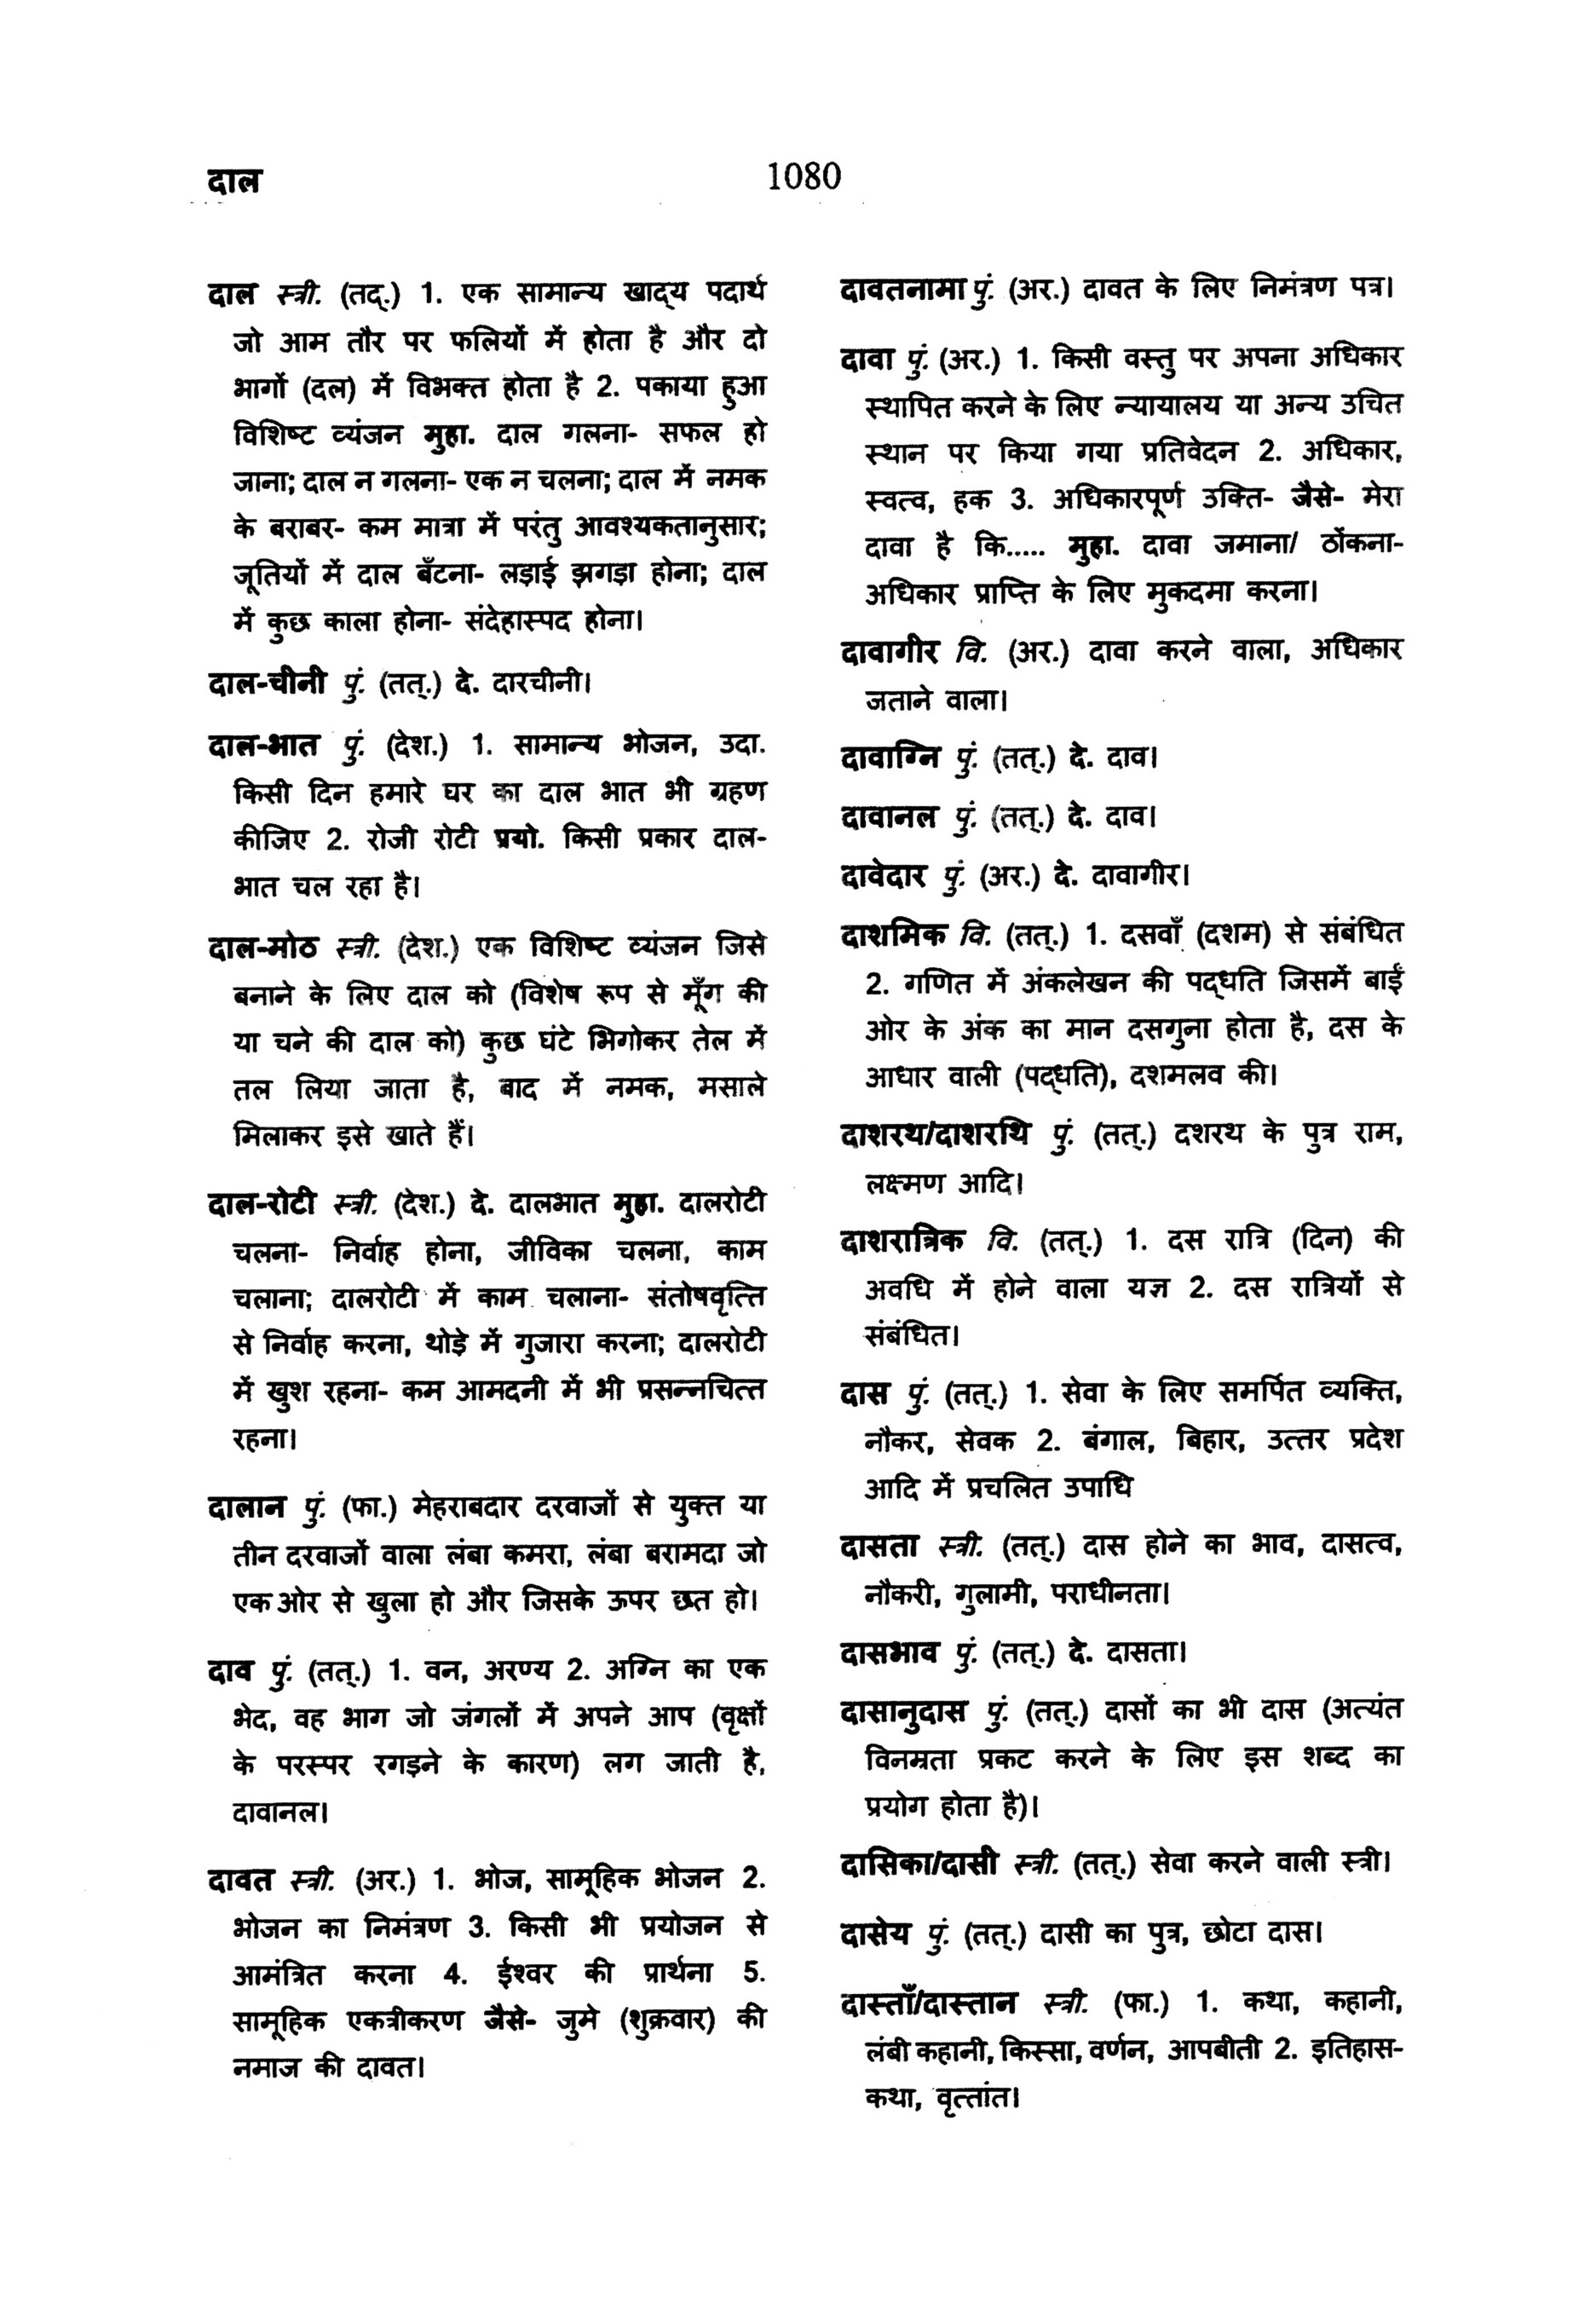 दाल
1080
दाल स्त्री. (तद्.) 1. एक सामान्य खाद्य पदार्थ
जो आम तौर पर फलियों में होता है और दो
भागों (दल) में विभक्त होता है 2. पकाया हुआ
विशिष्ट व्यंजन मुहा. दाल गलना- सफल हो
जाना; दाल न गलना- एक न चलना; दाल में नमक
के बराबर- कम मात्रा में परंतु आवश्यकतानुसार;
जूतियों में दाल बँटना- लड़ाई झगड़ा होना; दाल
में कुछ काला होना- संदेहास्पद होना।
दाल-चीनी पुं. (तत्.) दे. दारचीनी।
दाल-भात पुं. (देश.) 1. सामान्य भोजन, उदा.
किसी दिन हमारे घर का दाल भात भी ग्रहण
कीजिए 2. रोजी रोटी प्रयो. किसी प्रकार दाल-
भात चल रहा है।
दाल-मोठ स्त्री. (देश.) एक विशिष्ट व्यंजन जिसे
बनाने के लिए दाल को (विशेष रूप से मूँग की
या चने की दाल को) कुछ घंटे भिगोकर तेल में
तल लिया जाता है, बाद में नमक, मसाले
मिलाकर इसे खाते हैं।
दाल-रोटी स्त्री. (देश.) दे. दालभात मुहा. दालरोटी
चलना- निर्वाह होना, जीविका चलना, काम
चलाना; दालरोटी में काम चलाना- संतोषवृत्ति
से निर्वाह करना, थोड़े में गुजारा करना; दालरोटी
में खुश रहना- कम आमदनी में भी प्रसन्नचित्त
रहना।
दालान पुं. (फा.) मेहराबदार दरवाजों से युक्त या
तीन दरवाजों वाला लंबा कमरा, लंबा बरामदा जो
एक ओर से खुला हो और जिसके ऊपर छत हो।
दाव पुं. (तत्.) 1. वन, अरण्य 2. अग्नि का एक
भेद, वह भाग जो जंगलों में अपने आप (वृक्षों
के परस्पर रगड़ने के कारण) लग जाती है,
दावानल।
दावत स्त्री. (अर.) 1. भोज, सामूहिक भोजन 2.
भोजन का निमंत्रण 3. किसी भी प्रयोजन से
आमंत्रित करना 4. ईश्वर की प्रार्थना 5.
सामूहिक एकत्रीकरण जैसे- जुमे (शुक्रवार) की
नमाज की दावत।
दावतनामा पुं. (अर.) दावत के लिए निमंत्रण पत्र।
दावा पुं. (अर.) 1. किसी वस्तु पर अपना अधिकार
स्थापित करने के लिए न्यायालय या अन्य उचित
स्थान पर किया गया प्रतिवेदन 2. अधिकार,
स्वत्व, हक 3. अधिकारपूर्ण उक्ति- जैसे- मेरा
दावा है कि..... मुहा. दावा जमाना/ ठोंकना-
अधिकार प्राप्ति के लिए मुकदमा करना।
दावागीर वि. (अर.) दावा करने वाला, अधिकार
जताने वाला।
दावाग्नि पुं. (तत्.) दे. दाव।
दावानल पुं. (तत्.) दे. दाव।
दावेदार पुं. (अर.) दे. दावागीर।
दाशमिक वि. (तत्.) 1. दसवाँ (दशम) से संबंधित
2. गणित में अंकलेखन की पद्धति जिसमें बाईं
ओर के अंक का मान दसगुना होता है, दस के
आधार वाली (पद्धति), दशमलव की।
दाशरथ/दाशरथि पुं. (तत्.) दशरथ के पुत्र राम,
लक्ष्मण आदि।
दाशरात्रिक वि. (तत्.) 1. दस रात्रि (दिन) की
अवधि में होने वाला यज्ञ 2. दस रात्रियों से
संबंधित।
दास पुं. (तत्.) 1. सेवा के लिए समर्पित व्यक्ति,
नौकर, सेवक 2. बंगाल, बिहार, उत्तर प्रदेश
आदि में प्रचलित उपाधि
दासता स्त्री. (तत्.) दास होने का भाव, दासत्व,
नौकरी, गुलामी, पराधीनता।
दासभाव पुं. (तत्.) दे. दासता।
दासानुदास पुं. (तत्.) दासों का भी दास (अत्यंत
विनम्रता प्रकट करने के लिए इस शब्द का
प्रयोग होता है)।
दासिका/दासी स्त्री. (तत्.) सेवा करने वाली स्त्री।
दासेय पुं. (तत्.) दासी का पुत्र, छोटा दास।
दास्ताँ/दास्तान स्त्री. (फा.) 1. कथा, कहानी,
लंबी कहानी, किस्सा, वर्णन, आपबीती 2. इतिहास-
कथा, वृत्तांत।